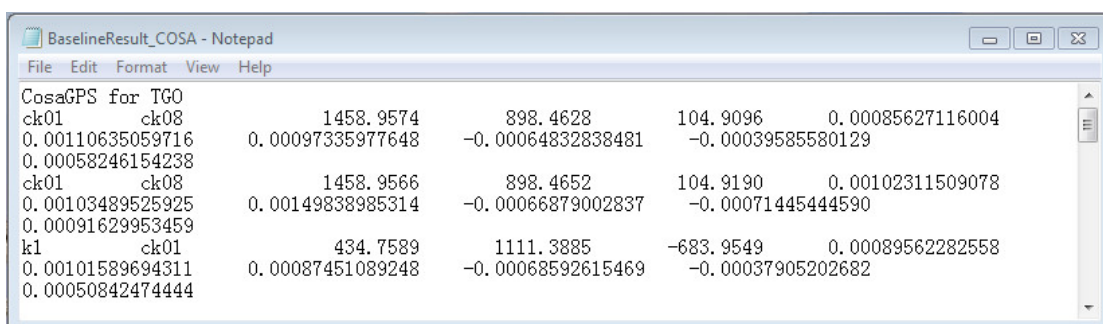 BaselineResult_COSA - Notepad
File Edit Format View Help
CosaGPS for TGO
ck01 ck08 1458.9574 898.4628 104.9096 0.00085627116004
0.00110635059716 0.00097335977648 -0.00064832838481 -0.00039585580129
0.00058246154238
ck01 ck08 1458.9566 898.4652 104.9190 0.00102311509078
0.00103489525925 0.00149838985314 -0.00066879002837 -0.00071445444590
0.00091629953459
k1 ck01 434.7589 1111.3885 -683.9549 0.00089562282558
0.00101589694311 0.00087451089248 -0.00068592615469 -0.00037905202682
0.00050842474444